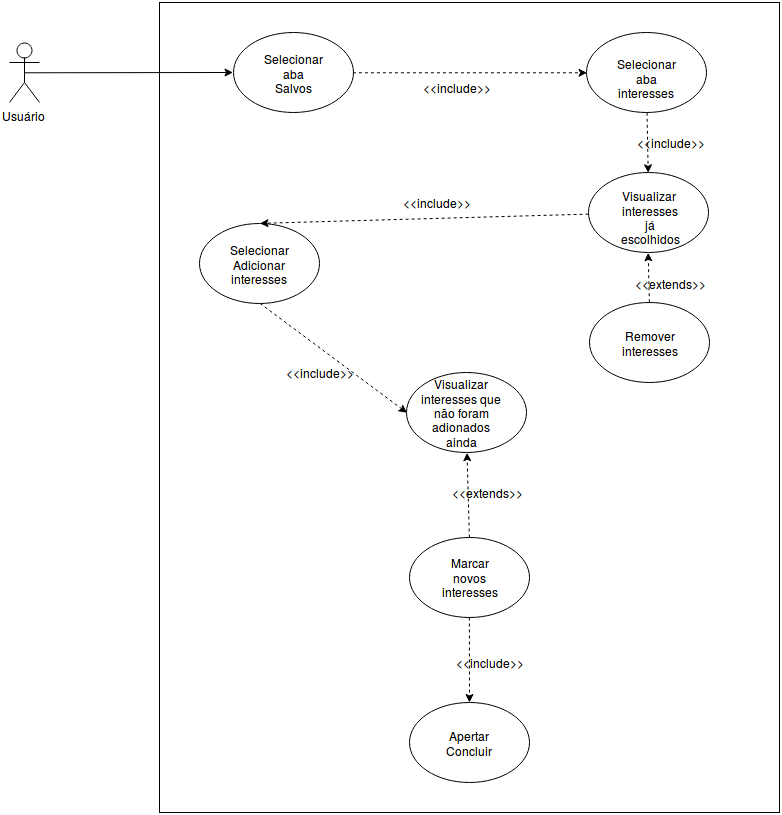 Selecionar
aba
Salvos
Selecionar
aba
interesses
<<include>>
Usuário
<<include>>
Visualizar
interesses
já
escolhidos
<<include>>
Selecionar
Adicionar
interesses
<<extends>>
Remover
interesses
<<include>>
Visualizar
interesses que
não foram
adionados
ainda
<<extends>>
Marcar
novos
interesses
<<include>>
Apertar
Concluir